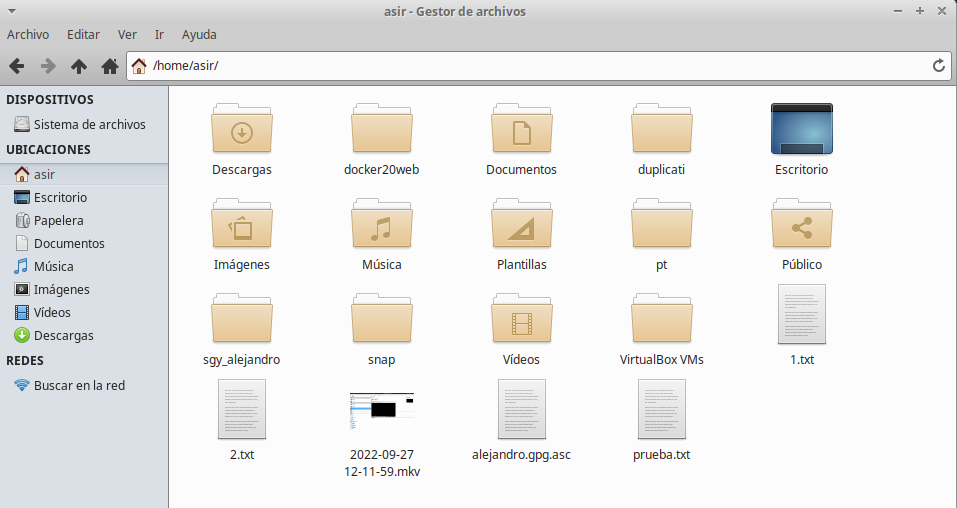 asir - Gestor de archivos
Archivo Editar Ver Ir Ayuda
/home/asir/
DISPOSITIVOS
Sistema de archivos
UBICACIONES
asir
Escritorio
Papelera
Documentos
Música
Imágenes
Vídeos
Descargas
REDES
Buscar en la red
Descargas docker20web Documentos duplicati Escritorio
Imágenes Música Plantillas pt Público
sgy_alejandro snap Vídeos VirtualBox VMs 1.txt
2.txt 2022-09-27 alejandro.gpg.asc prueba.txt
12-11-59.mkv